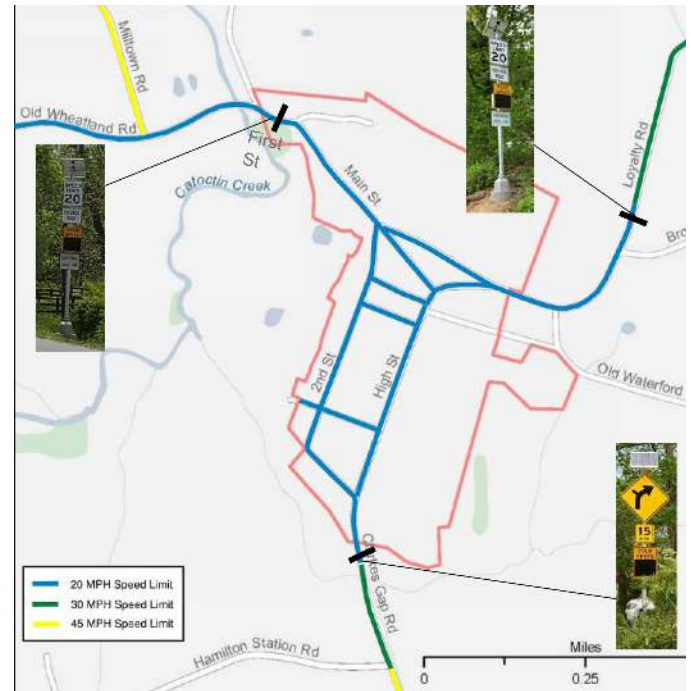 Milltown Rd
Old Wheatland Rd
First
St
Main St
Catoctin Creek
Loyalty Rd
2nd St
High St
Old Waterford
Clarkes Gap Rd
Hamilton Station Rd
20 MPH Speed Limit
30 MPH Speed Limit
45 MPH Speed Limit
Miles
0
0.25
20
20
15